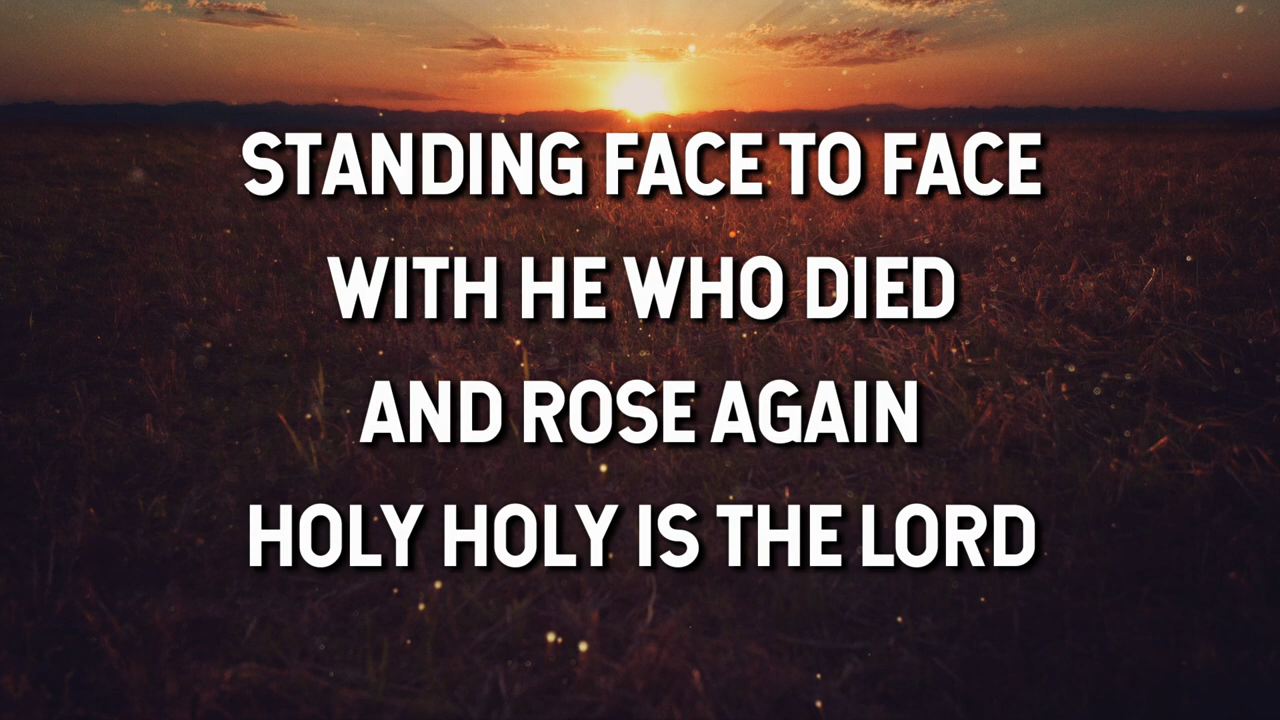 STANDING FACE TO FACE
WITH HE WHO DIED
AND ROSE AGAIN
HOLY HOLY IS THE LORD